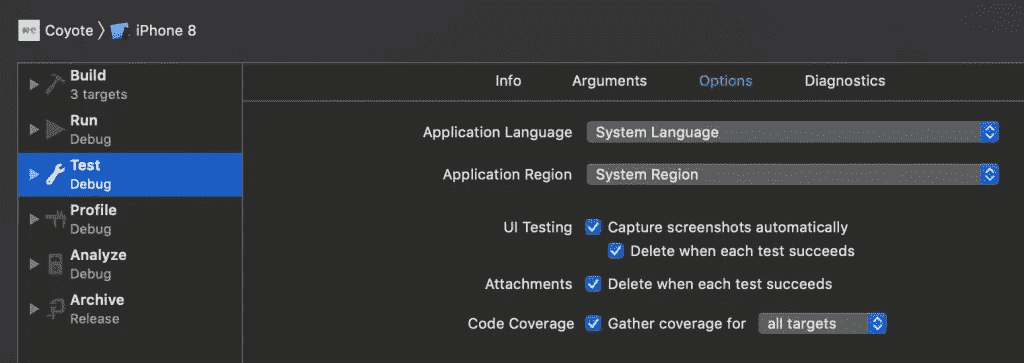 Coyote
iPhone 8
Build
3 targets
Run
Debug
Test
Debug
Profile
Debug
Analyze
Debug
Archive
Release
Info Arguments Options Diagnostics
Application Language System Language
Application Region System Region
UI Testing Capture screenshots automatically
Delete when each test succeeds
Attachments Delete when each test succeeds
Code Coverage Gather coverage for all targets